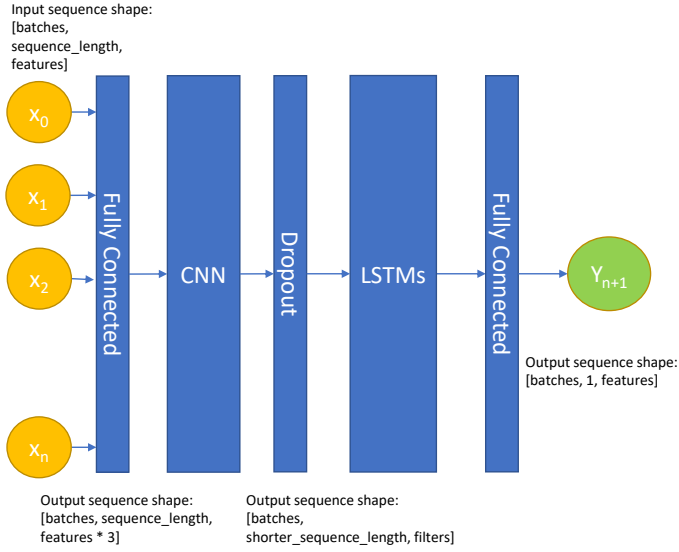 Input sequence shape:
[batches,
sequence_length,
features]
x0
x1
x2
xn
Fully Connected
CNN
Dropout
LSTMs
Fully Connected
Yn+1
Output sequence shape:
[batches, 1, features]
Output sequence shape:
[batches, sequence_length,
features * 3]
Output sequence shape:
[batches,
shorter_sequence_length, filters]